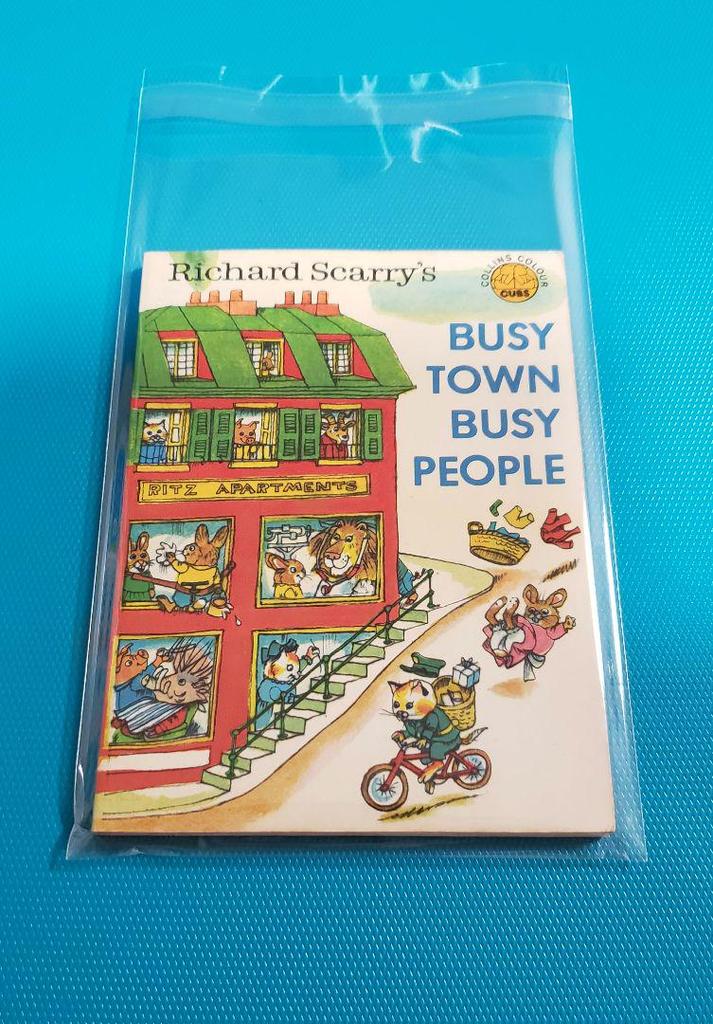 Richard Scarry's
COLLINS COLOUR
CUBS
BUSY
TOWN
BUSY
PEOPLE
RITZ APARTMENTS